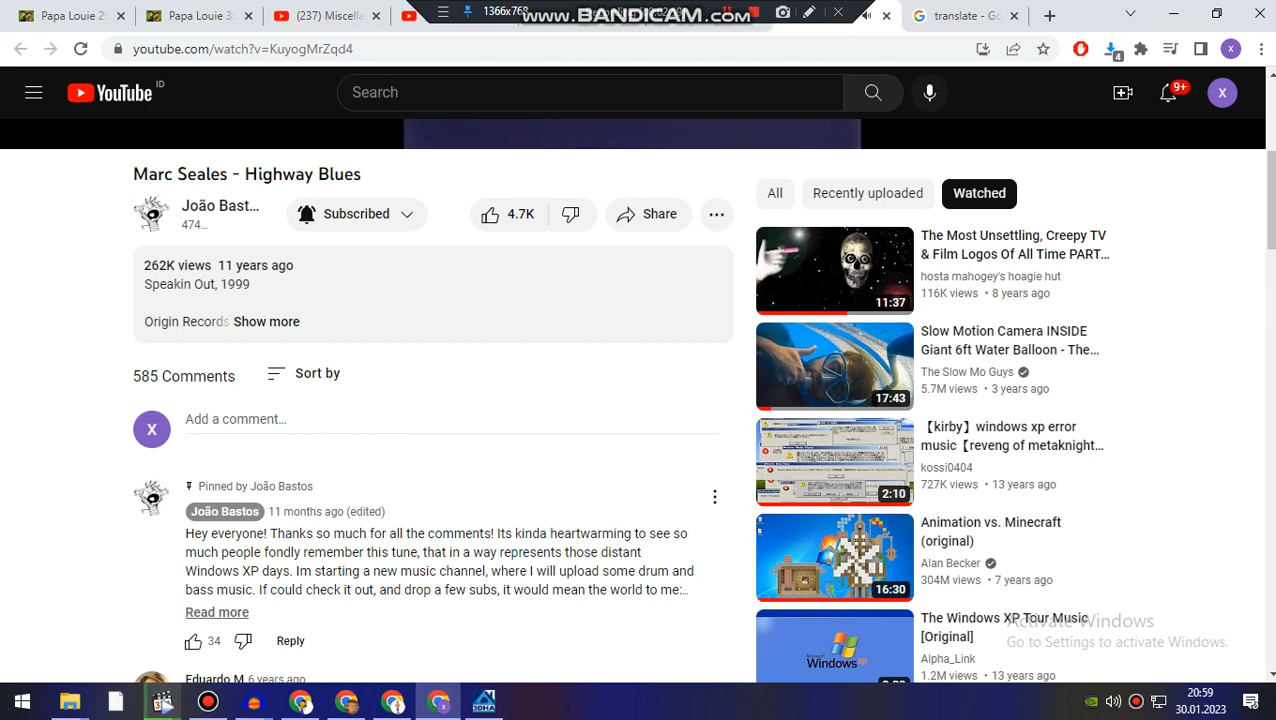 Papa Louie 2:
Papa Louie 3:
(237) Miscella
1366x768
www.BANDICAM.com
translate - Go
youtube.com/watch?v=KuyogMrZqd4
4
x
YouTube ID
Search
9+
X
Marc Seales - Highway Blues
João Bast...
474...
Subscribed
4.7K
Share
262K views 11 years ago
Speakin Out, 1999
Origin Records Show more
585 Comments
Sort by
X
Add a comment...
Pinned by João Bastos
João Bastos 11 months ago (edited)
Hey everyone! Thanks so much for all the comments! Its kinda heartwarming to see so
much people fondly remember this tune, that in a way represents those distant
Windows XP days. Im starting a new music channel, where I will upload some drum and
bass music. If could check it out, and drop a few subs, it would mean the world to me:...
Read more
34
Reply
Eduardo M 6 years ago
All
Recently uploaded
Watched
The Most Unsettling, Creepy TV
& Film Logos Of All Time PART...
hosta mahogey's hoagie hut
116K views • 8 years ago
11:37
Slow Motion Camera INSIDE
Giant 6ft Water Balloon - The...
The Slow Mo Guys
5.7M views • 3 years ago
17:43
【kirby】windows xp error
music【reveng of metaknight...
kossi0404
727K views • 13 years ago
2:10
Animation vs. Minecraft
(original)
Alan Becker
304M views • 7 years ago
16:30
The Windows XP Tour Music
[Original]
Alpha_Link
1.2M views • 13 years ago
Microsoft
Windows xp
Activate Windows
Go to Settings to activate Windows.
3DHA
20:59
30.01.2023